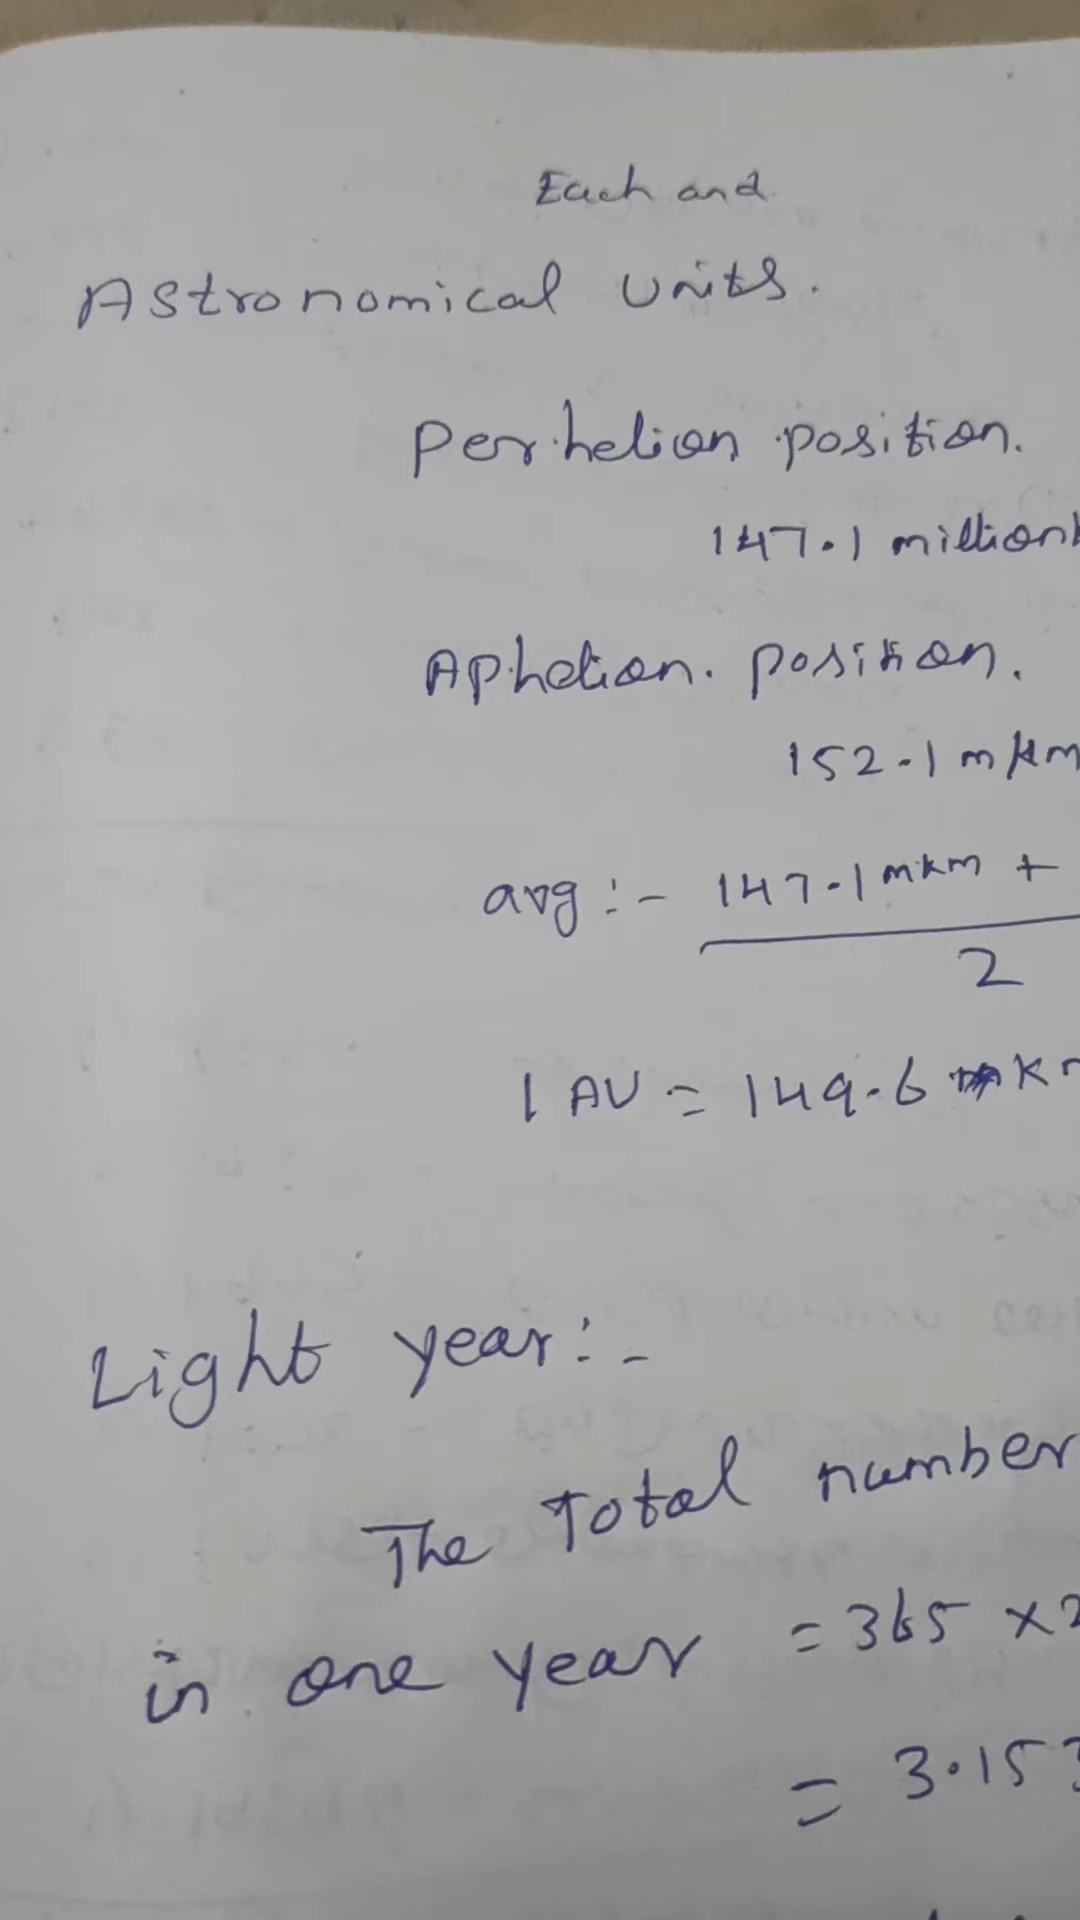 Each and
Astronomical Units.
Perihelion position.
147.1 million
Aphelion. position.
152.1 mkm
avg :- 147.1 mkm +
2
1 AU = 149.6
Light year :-
The Total number
in one year = 365 ×
= 3.153